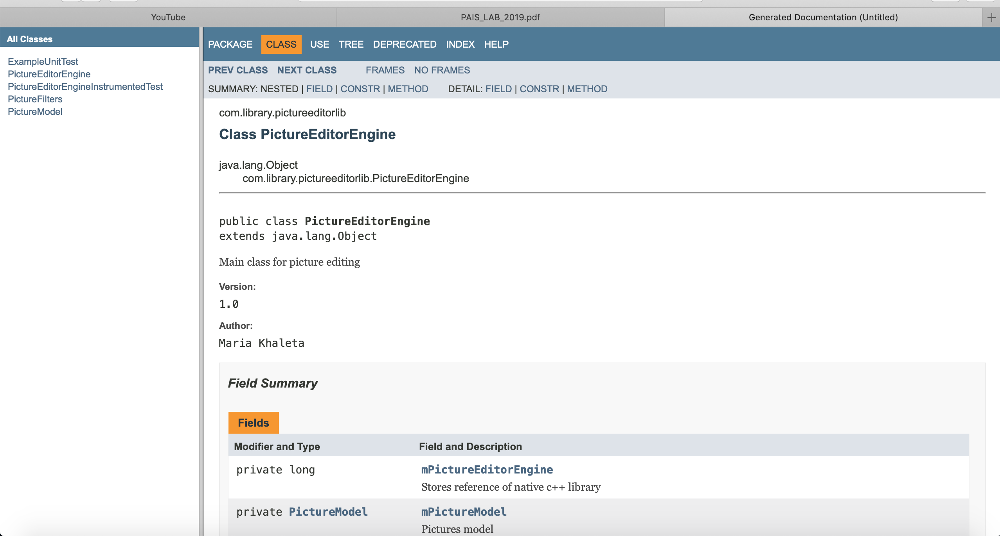 YouTube
PAIS_LAB_2019.pdf
Generated Documentation (Untitled)
All Classes
ExampleUnitTest
PictureEditorEngine
PictureEditorEngineInstrumentedTest
PictureFilters
PictureModel
PACKAGE CLASS USE TREE DEPRECATED INDEX HELP
PREV CLASS NEXT CLASS FRAMES NO FRAMES
SUMMARY: NESTED | FIELD | CONSTR | METHOD DETAIL: FIELD | CONSTR | METHOD
com.library.pictureeditorlib
Class PictureEditorEngine
java.lang.Object
com.library.pictureeditorlib.PictureEditorEngine
public class PictureEditorEngine
extends java.lang.Object
Main class for picture editing
Version:
1.0
Author:
Maria Khaleta
Field Summary
Fields
Modifier and Type Field and Description
private long mPictureEditorEngine
Stores reference of native c++ library
private PictureModel mPictureModel
Pictures model